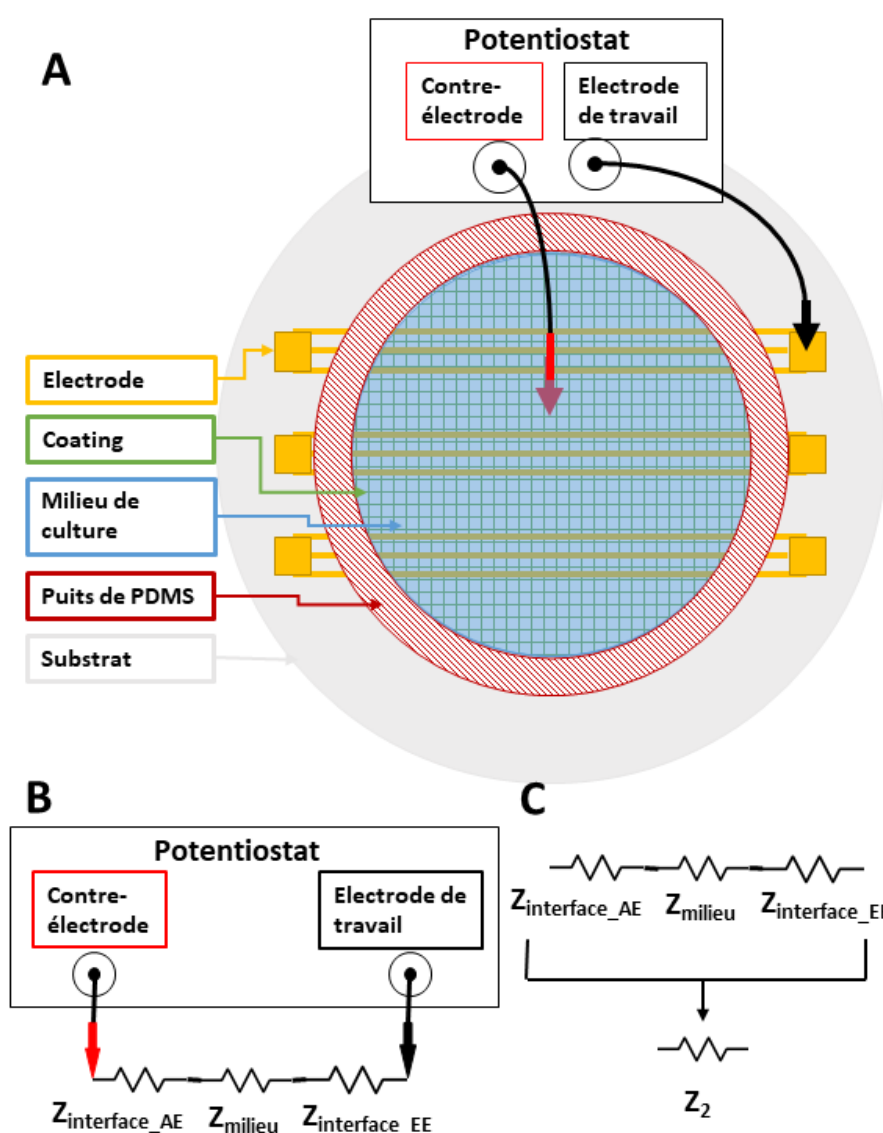 A
Potentiostat
Contre-
électrode
Electrode
de travail
Electrode
Coating
Milieu de
culture
Puits de PDMS
Substrat
B
Potentiostat
Contre-
électrode
Electrode de
travail
Zinterface_AE Zmilieu Zinterface_EE
C
Zinterface_AE Zmilieu Zinterface_EI
Z2